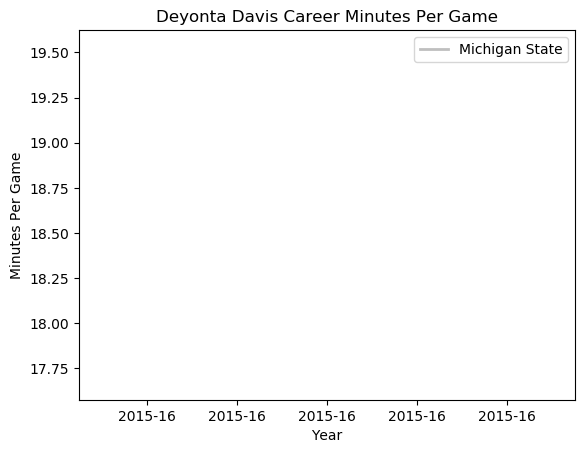 Deyonta Davis Career Minutes Per Game
Michigan State
19.50
19.25
19.00
18.75
18.50
18.25
18.00
17.75
Minutes Per Game
2015-16 2015-16 2015-16 2015-16 2015-16
Year